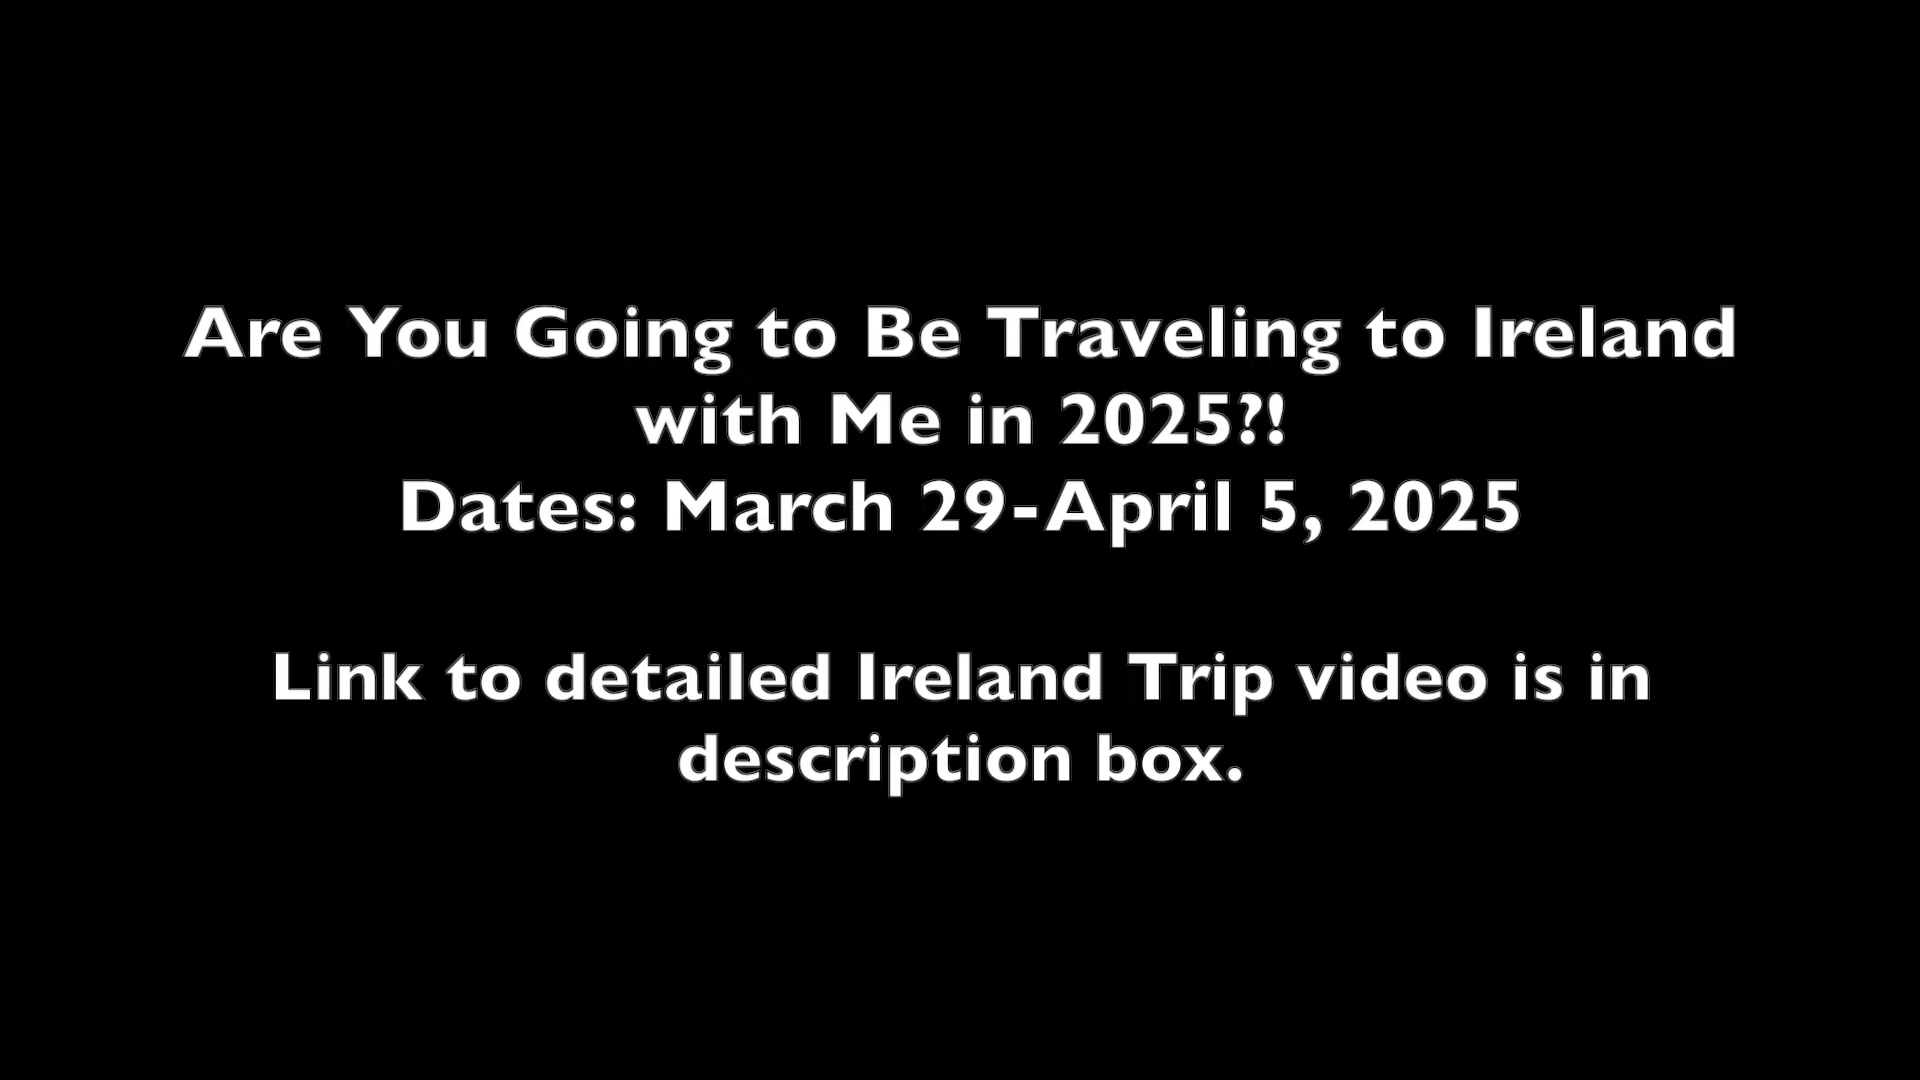 Are You Going to Be Traveling to Ireland
with Me in 2025?!
Dates: March 29-April 5, 2025
Link to detailed Ireland Trip video is in
description box.